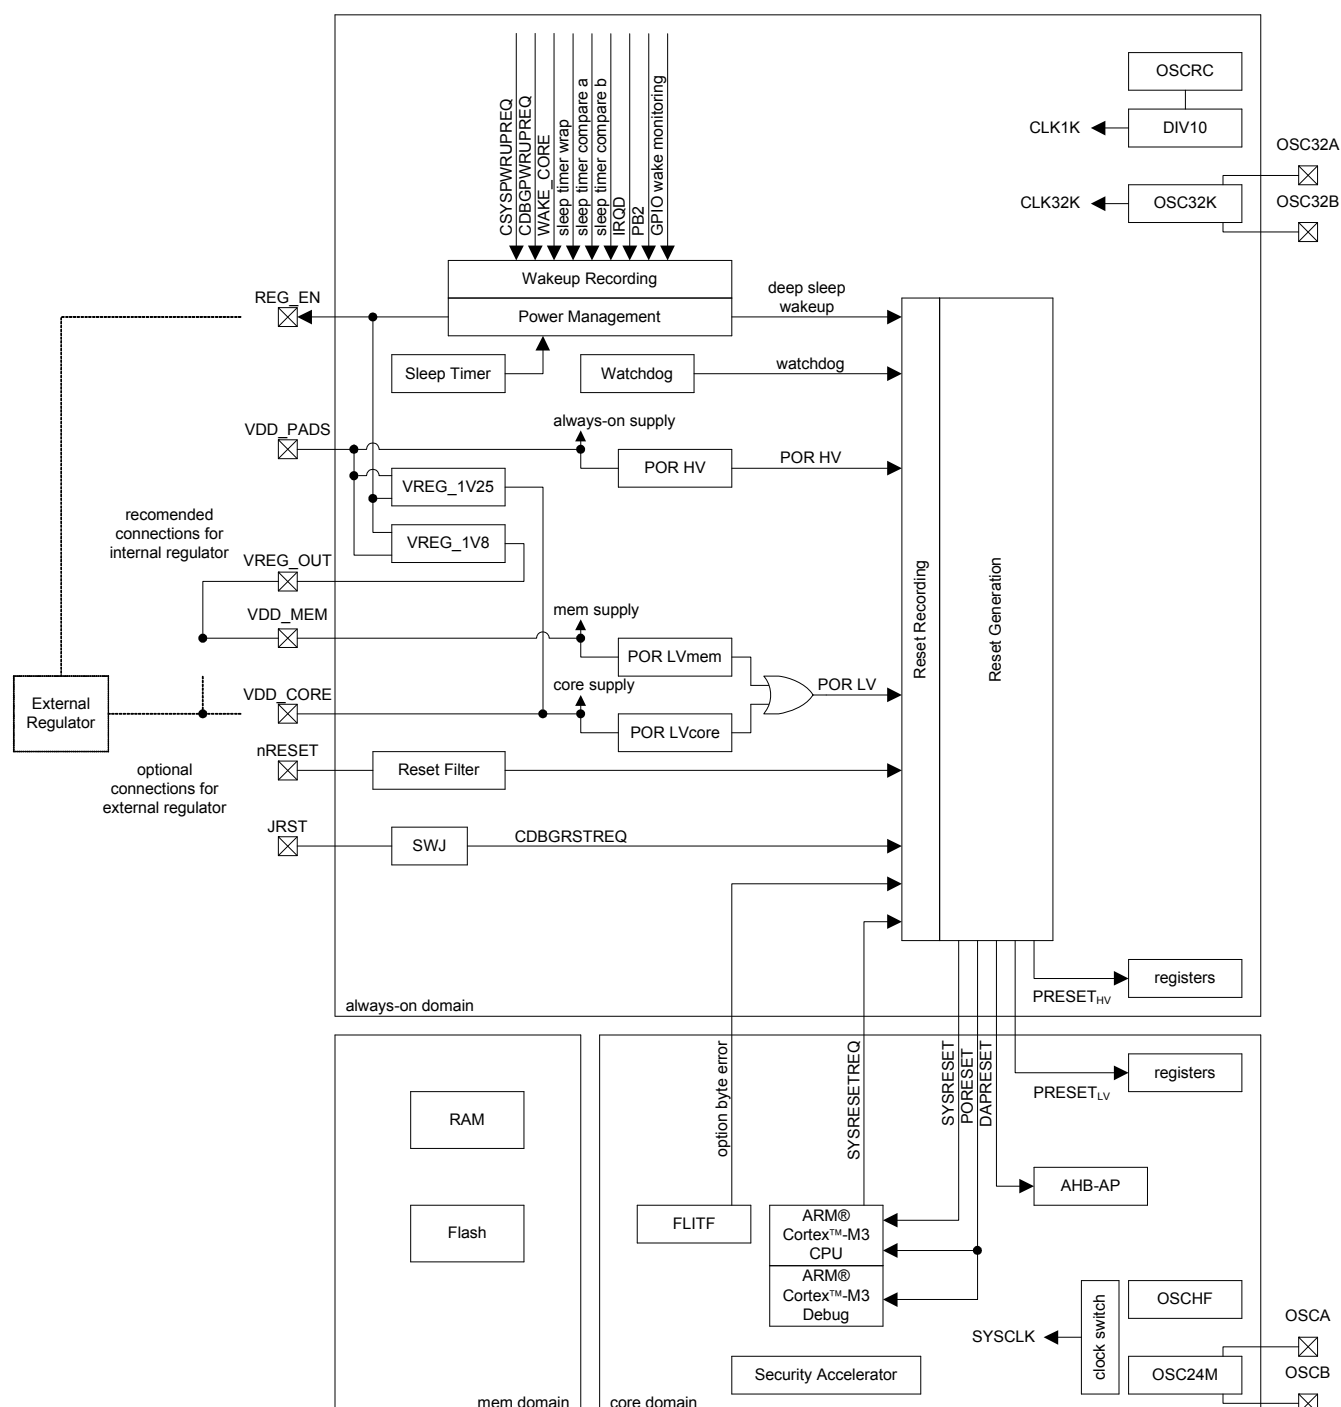 CSYSPWRUPREQ
CDBGPWRUPREQ
WAKE_CORE
sleep timer wrap
sleep timer compare a
sleep timer compare b
IRQD
PB2
GPIO wake monitoring
OSCRC
CLK1K
DIV10
OSC32A
CLK32K
OSC32K
OSC32B
Wakeup Recording
Power Management
REG_EN
deep sleep
wakeup
Sleep Timer
Watchdog
watchdog
VDD_PADS
always-on supply
POR HV
POR HV
VREG_1V25
recomended
connections for
internal regulator
VREG_1V8
VREG_OUT
VDD_MEM
mem supply
POR LVmem
Reset Recording
Reset Generation
External
Regulator
VDD_CORE
core supply
POR LV
POR LVcore
nRESET
Reset Filter
optional
connections for
external regulator
JRST
SWJ
CDBGRSTREQ
registers
PRESETHV
always-on domain
option byte error
SYSRESETREQ
SYSRESET
PORESET
DAPRESET
registers
PRESETLV
RAM
AHB-AP
Flash
FLITF
ARM®
Cortex™-M3
CPU
ARM®
Cortex™-M3
Debug
OSCHF
clock switch
SYSCLK
OSCA
Security Accelerator
OSC24M
OSCB
mem domain
core domain